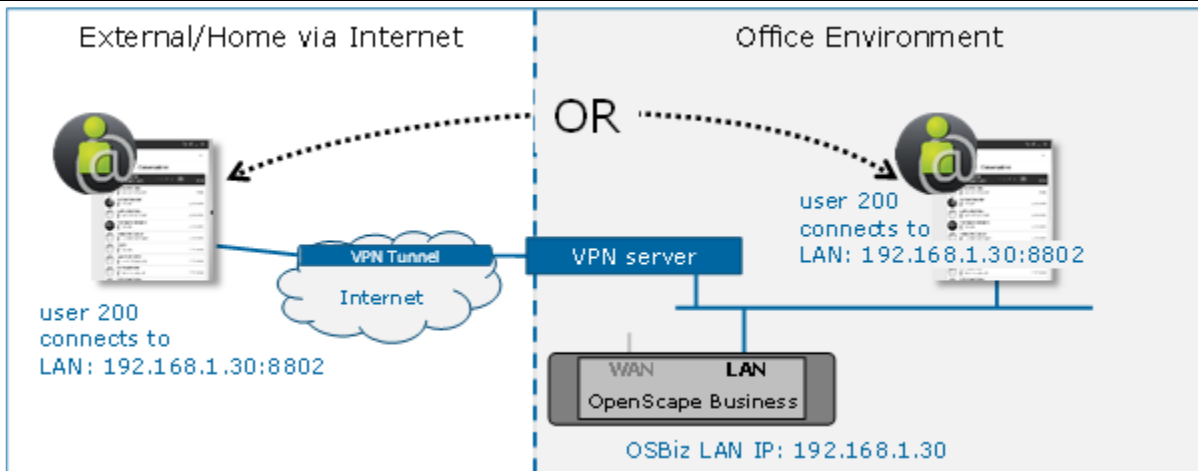 External/Home via Internet
Office Environment
OR
@
@
user 200
connects to
LAN: 192.168.1.30:8802
VPN Tunnel
VPN server
Internet
user 200
connects to
LAN: 192.168.1.30:8802
WAN
LAN
OpenScape Business
OSBiz LAN IP: 192.168.1.30